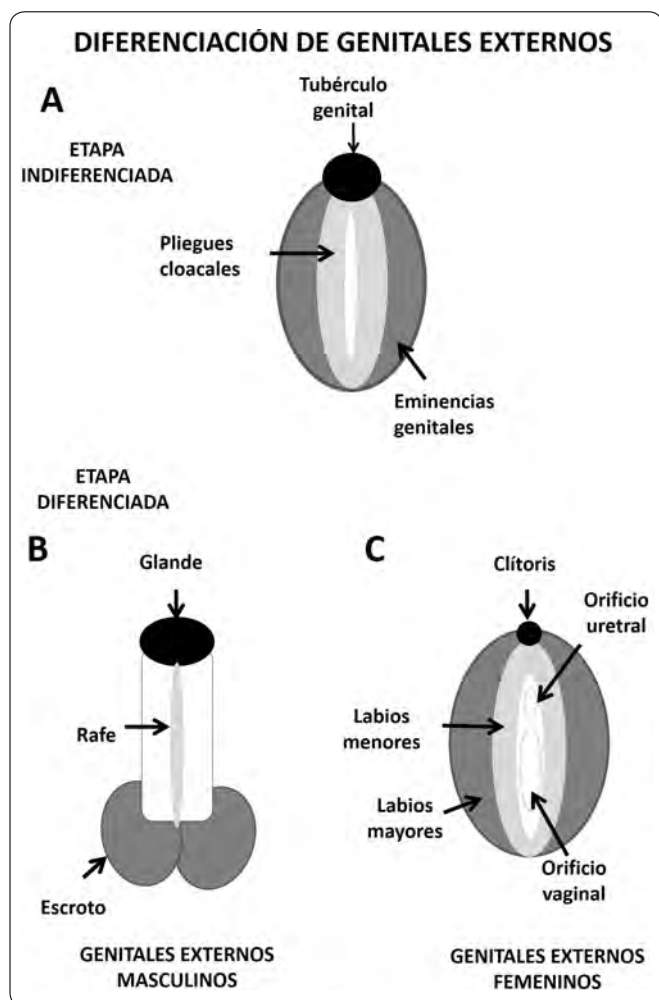 DIFERENCIACIÓN DE GENITALES EXTERNOS
A
Tubérculo
genital
ETAPA
INDIFERENCIADA
Pliegues
cloacales
Eminencias
genitales
ETAPA
DIFERENCIADA
B
Glande
Rafe
Escroto
GENITALES EXTERNOS
MASCULINOS
C
Clítoris
Orificio
uretral
Labios
menores
Labios
mayores
Orificio
vaginal
GENITALES EXTERNOS
FEMENINOS